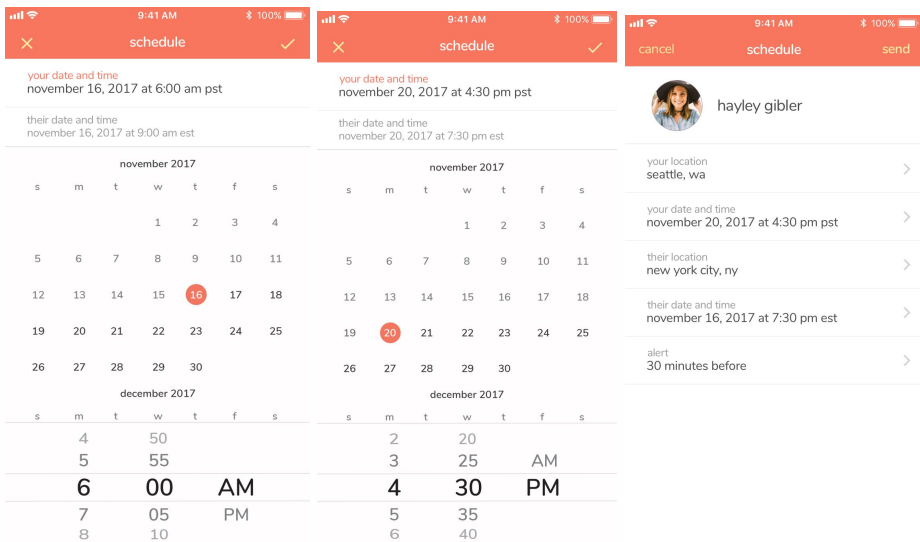 9:41 AM 100%
schedule
your date and time
november 16, 2017 at 6:00 am pst
their date and time
november 16, 2017 at 9:00 am est
november 2017
s m t w t f s
1 2 3 4
5 6 7 8 9 10 11
12 13 14 15 16 17 18
19 20 21 22 23 24 25
26 27 28 29 30
december 2017
s m t w t f s
4 50
5 55
6 00 AM
7 05 PM
8 10
9:41 AM 100%
schedule
your date and time
november 20, 2017 at 4:30 pm pst
their date and time
november 20, 2017 at 7:30 pm est
november 2017
s m t w t f s
1 2 3 4
5 6 7 8 9 10 11
12 13 14 15 16 17 18
19 20 21 22 23 24 25
26 27 28 29 30
december 2017
s m t w t f s
2 20
3 25 AM
4 30 PM
5 35
6 40
9:41 AM 100%
cancel schedule send
hayley gibler
your location
seattle, wa
your date and time
november 20, 2017 at 4:30 pm pst
their location
new york city, ny
their date and time
november 16, 2017 at 7:30 pm est
alert
30 minutes before